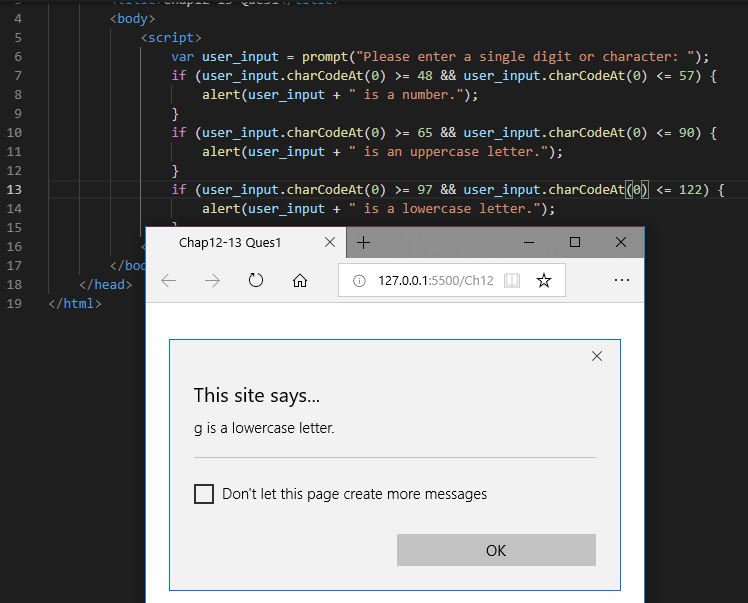 3 <title>Chap12-13 Ques1</title>
4 <body>
5 <script>
6 var user_input = prompt("Please enter a single digit or character: ");
7 if (user_input.charCodeAt(0) >= 48 && user_input.charCodeAt(0) <= 57) {
8 alert(user_input + " is a number.");
9 }
10 if (user_input.charCodeAt(0) >= 65 && user_input.charCodeAt(0) <= 90) {
11 alert(user_input + " is an uppercase letter.");
12 }
13 if (user_input.charCodeAt(0) >= 97 && user_input.charCodeAt(0) <= 122) {
14 alert(user_input + " is a lowercase letter.");
15 }
16 <
17 </bod
18 </head>
19 </html>
Chap12-13 Ques1
127.0.0.1:5500/Ch12
This site says...
g is a lowercase letter.
Don't let this page create more messages
OK